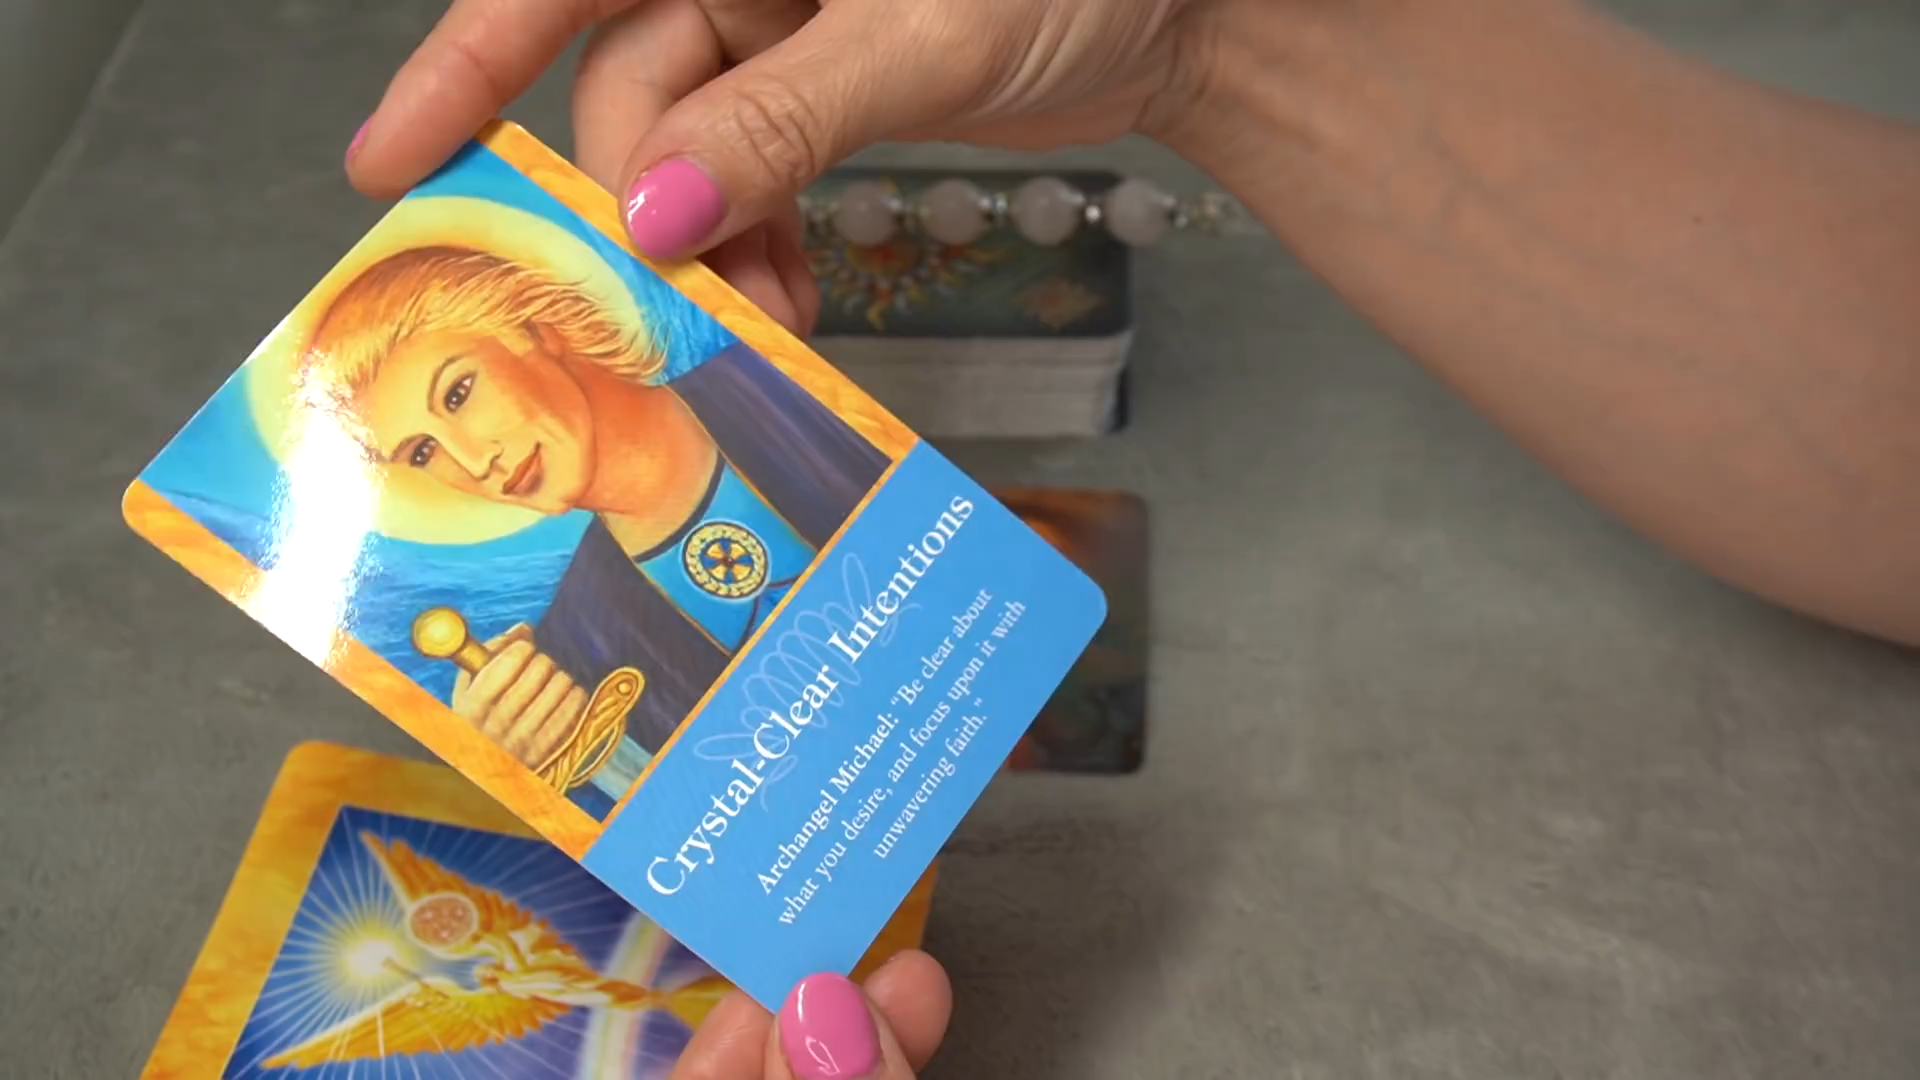 Crystal-Clear Intentions
Archangel Michael: "Be clear about
what you desire, and focus upon it with
unwavering faith."